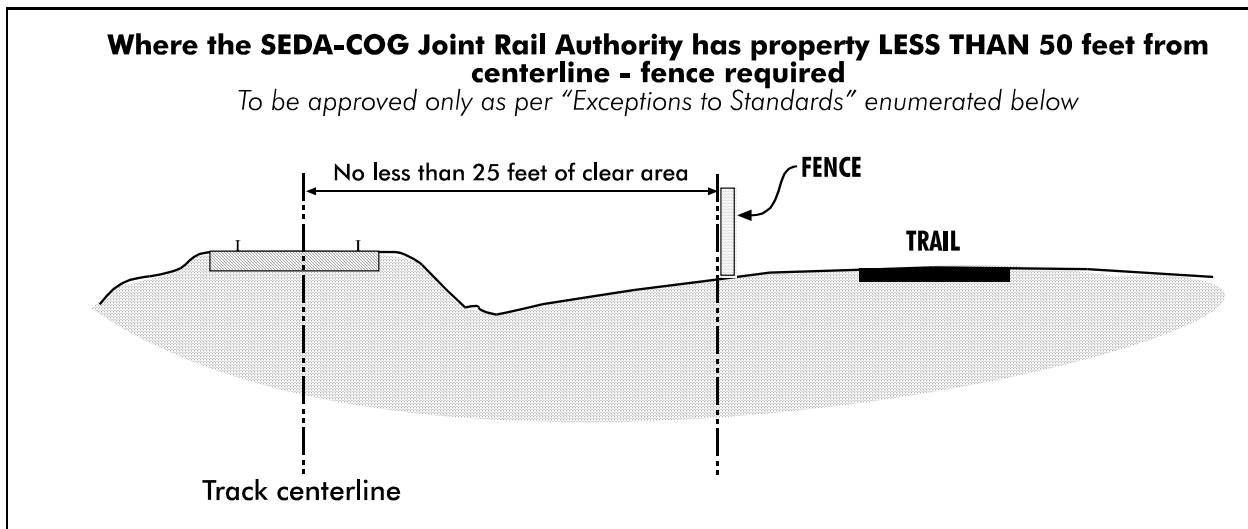 Where the SEDA-COG Joint Rail Authority has property LESS THAN 50 feet from
centerline - fence required
To be approved only as per “Exceptions to Standards” enumerated below
No less than 25 feet of clear area
FENCE
TRAIL
Track centerline